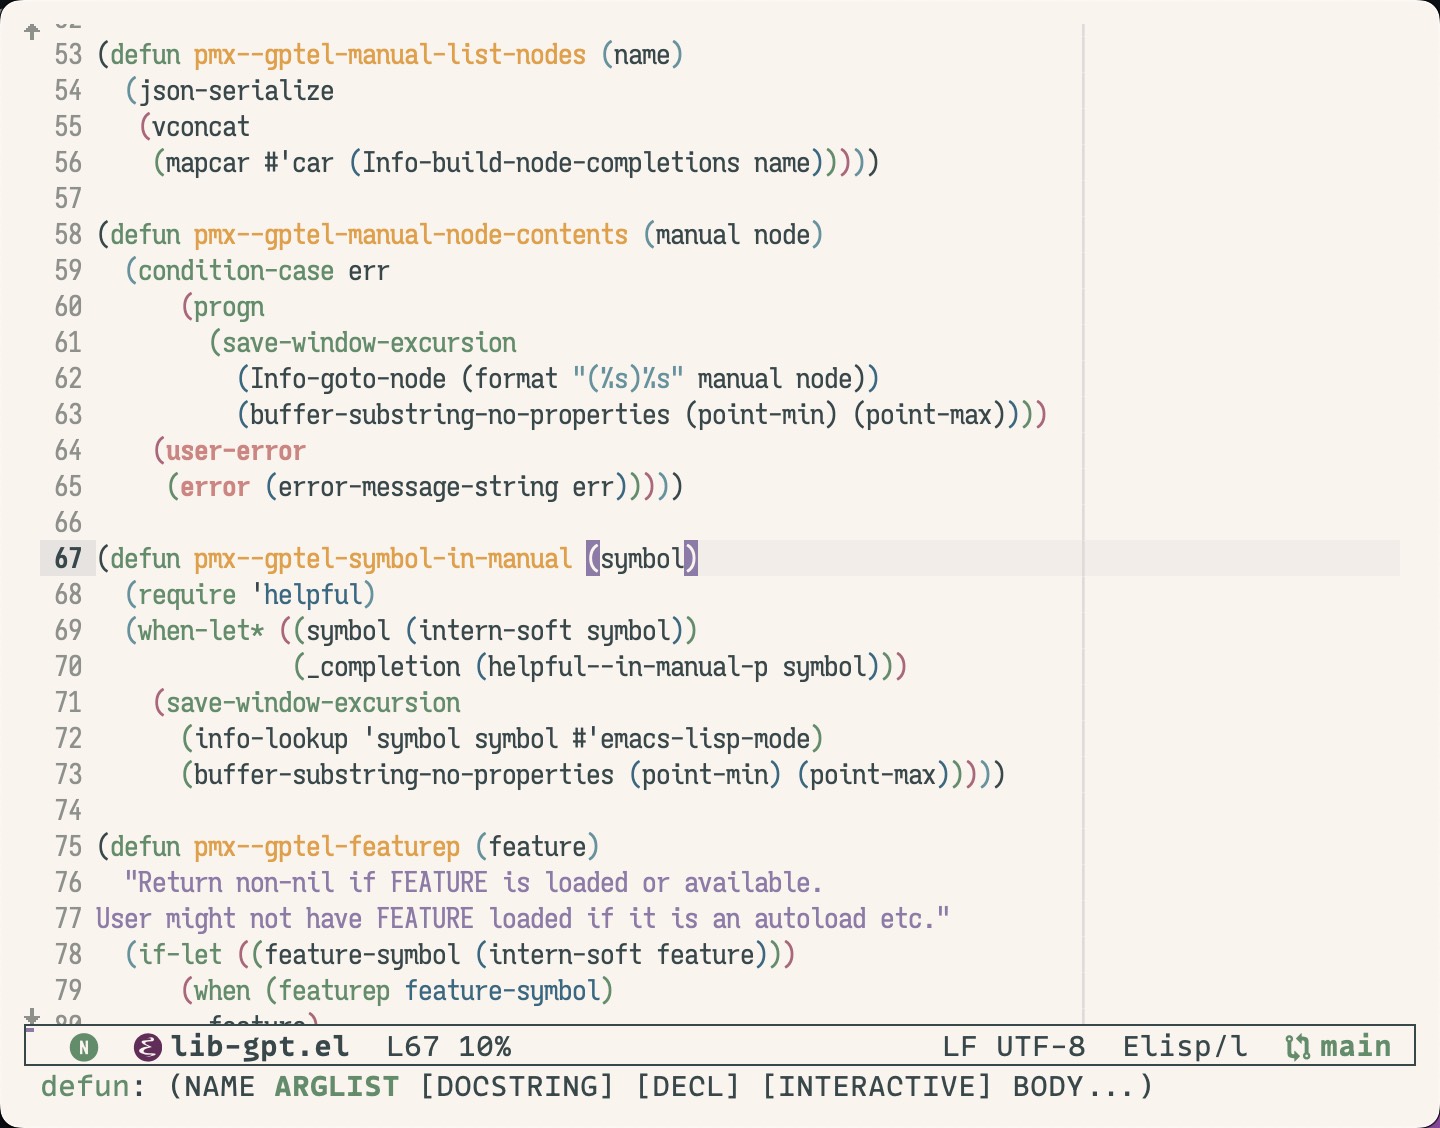 52
53 (defun pmx--gptel-manual-list-nodes (name)
54   (json-serialize
55    (vconcat
56     (mapcar #'car (Info-build-node-completions name)))))
57
58 (defun pmx--gptel-manual-node-contents (manual node)
59   (condition-case err
60       (progn
61         (save-window-excursion
62           (Info-goto-node (format "(%s)%s" manual node))
63           (buffer-substring-no-properties (point-min) (point-max))))
64     (user-error
65      (error (error-message-string err)))))
66
67 (defun pmx--gptel-symbol-in-manual (symbol)
68   (require 'helpful)
69   (when-let* ((symbol (intern-soft symbol))
70               (_completion (helpful--in-manual-p symbol)))
71     (save-window-excursion
72       (info-lookup 'symbol symbol #'emacs-lisp-mode)
73       (buffer-substring-no-properties (point-min) (point-max)))))
74
75 (defun pmx--gptel-featurep (feature)
76   "Return non-nil if FEATURE is loaded or available.
77 User might not have FEATURE loaded if it is an autoload etc."
78   (if-let ((feature-symbol (intern-soft feature)))
79       (when (featurep feature-symbol)
80         feature)
N lib-gpt.el L67 10% LF UTF-8 Elisp/l main
defun: (NAME ARGLIST [DOCSTRING] [DECL] [INTERACTIVE] BODY...)